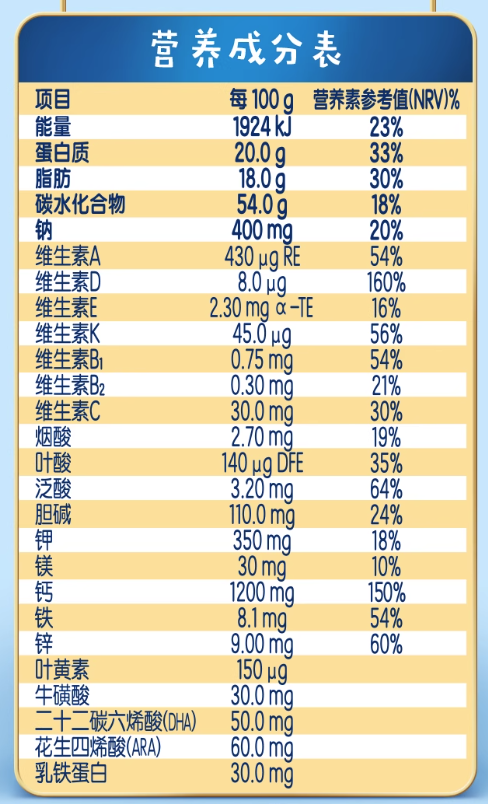 营养成分表
项目 每100g 营养素参考值(NRV)%
能量 1924 kJ 23%
蛋白质 20.0 g 33%
脂肪 18.0 g 30%
碳水化合物 54.0 g 18%
钠 400 mg 20%
维生素A 430 μg RE 54%
维生素D 8.0 μg 160%
维生素E 2.30 mg α-TE 16%
维生素K 45.0 μg 56%
维生素B₁ 0.75 mg 54%
维生素B₂ 0.30 mg 21%
维生素C 30.0 mg 30%
烟酸 2.70 mg 19%
叶酸 140 μg DFE 35%
泛酸 3.20 mg 64%
胆碱 110.0 mg 24%
钾 350 mg 18%
镁 30 mg 10%
钙 1200 mg 150%
铁 8.1 mg 54%
锌 9.00 mg 60%
叶黄素 150 μg
牛磺酸 30.0 mg
二十二碳六烯酸(DHA) 50.0 mg
花生四烯酸(ARA) 60.0 mg
乳铁蛋白 30.0 mg